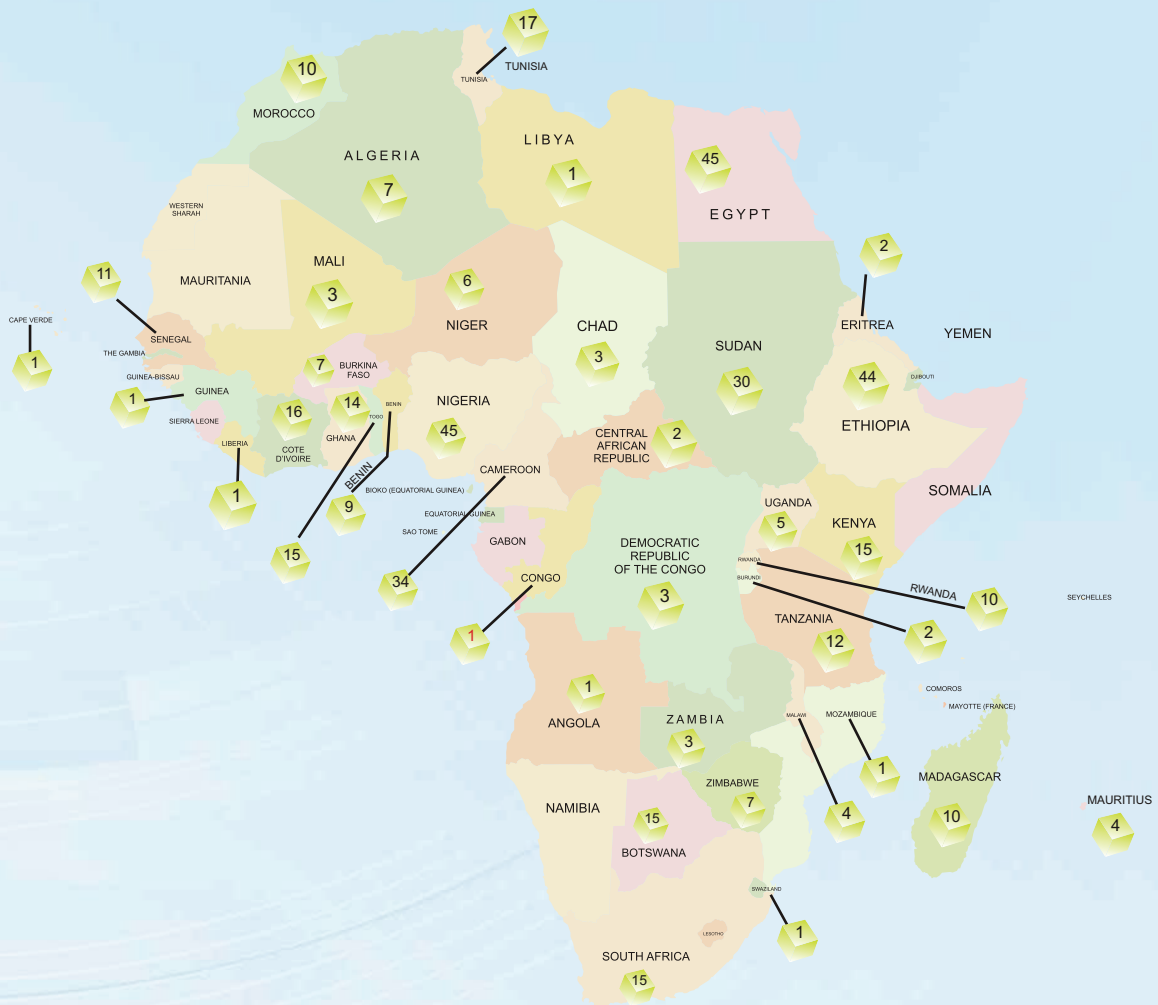 17
TUNISIA
TUNISIA
10
MOROCCO
LIBYA
ALGERIA
45
1
7
EGYPT
WESTERN
SHARAH
2
MALI
11
MAURITANIA
6
3
CAPE VERDE
NIGER
CHAD
ERITREA
YEMEN
SENEGAL
SUDAN
THE GAMBIA
1
3
7
BURKINA
FASO
GUINEA-BISSAU
44
DJIBOUTI
30
1
GUINEA
NIGERIA
BENIN
14
16
TOGO
SIERRA LEONE
45
ETHIOPIA
2
CENTRAL
AFRICAN
REPUBLIC
GHANA
LIBERIA
COTE
D'IVOIRE
CAMEROON
BENIN
BIOKO (EQUATORIAL GUINEA)
SOMALIA
1
UGANDA
9
EQUATORIAL GUINEA
5
KENYA
SAO TOME
GABON
DEMOCRATIC
REPUBLIC
OF THE CONGO
15
15
RWANDA
34
CONGO
BURUNDI
RWANDA
3
10
SEYCHELLES
1
TANZANIA
12
2
1
COMOROS
MAYOTTE (FRANCE)
ANGOLA
ZAMBIA
MALAWI
MOZAMBIQUE
3
1
MADAGASCAR
ZIMBABWE
NAMIBIA
7
MAURITIUS
15
4
10
4
BOTSWANA
SWAZILAND
1
LESOTHO
SOUTH AFRICA
15